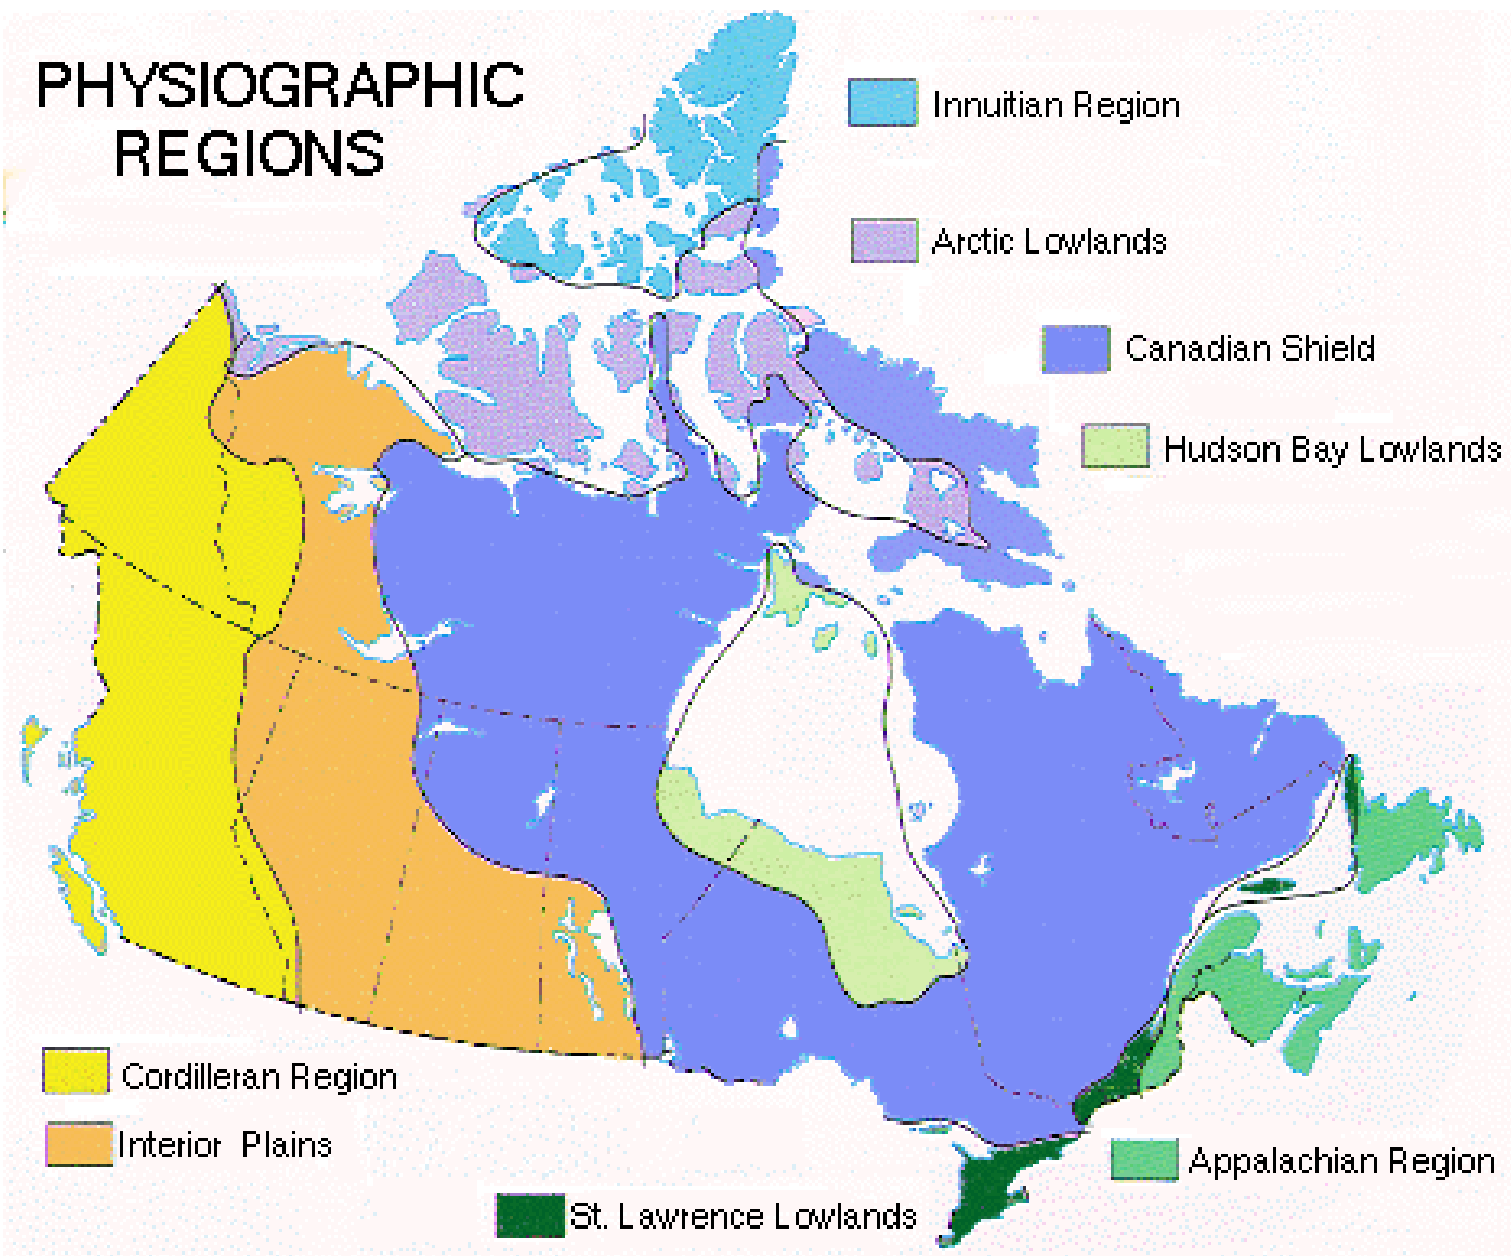 PHYSIOGRAPHIC
REGIONS
Innuitian Region
Arctic Lowlands
Canadian Shield
Hudson Bay Lowlands
Cordilleran Region
Interior Plains
Appalachian Region
St. Lawrence Lowlands